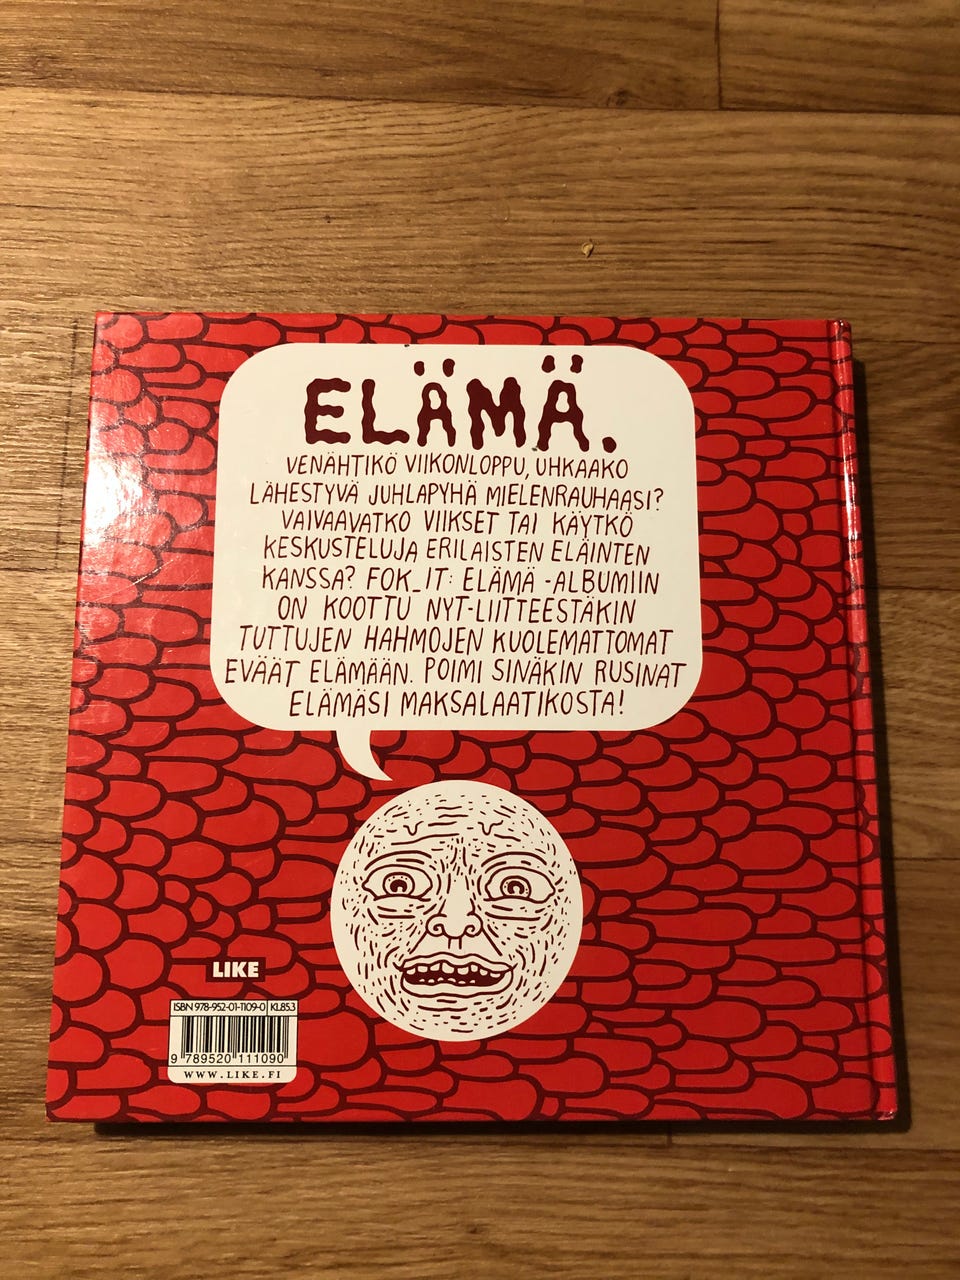 ELÄMÄ.
VENÄHTIKÖ VIIKONLOPPU, UHKAAKO
LÄHESTYVÄ JUHLAPYHÄ MIELENRAUHAASI?
VAIVAAVATKO VIIKSET TAI KÄYTKÖ
KESKUSTELUJA ERILAISTEN ELÄINTEN
KANSSA? FOK_IT: ELÄMÄ -ALBUMIIN
ON KOOTTU NYT-LIITTEESTÄKIN
TUTTUJEN HAHMOJEN KUOLEMATTOMAT
EVÄÄT ELÄMÄÄN. POIMI SINÄKIN RUSINAT
ELÄMÄSI MAKSALAATIKOSTA!
LIKE
ISBN 978-952-01-1109-0 KL85.3
9 789520 111090
WWW.LIKE.FI